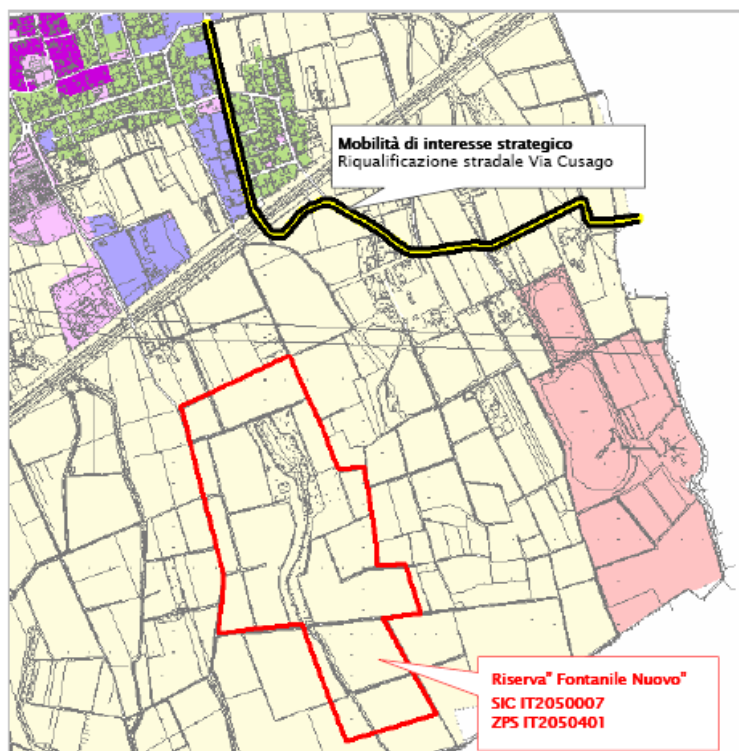 Mobilità di interesse strategico
Riqualificazione stradale Via Cusago
Riserva" Fontanile Nuovo"
SIC IT2050007
ZPS IT2050401